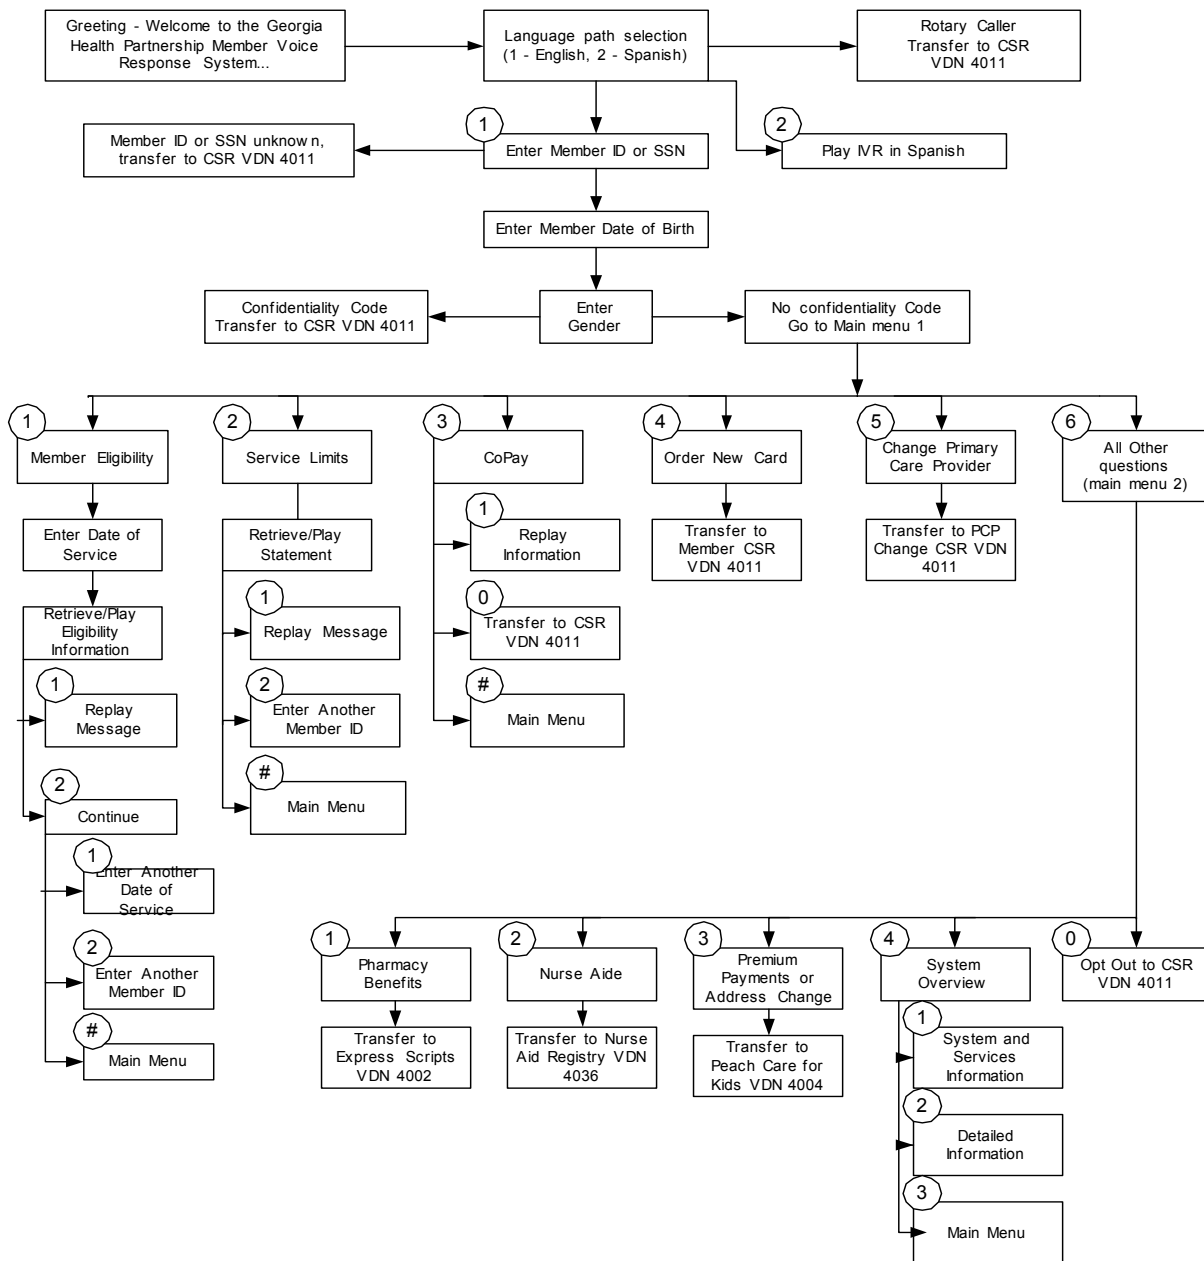 Greeting - Welcome to the Georgia
Health Partnership Member Voice
Response System...
Language path selection
(1 - English, 2 - Spanish)
Rotary Caller
Transfer to CSR
VDN 4011
Member ID or SSN unknown,
transfer to CSR VDN 4011
1
Enter Member ID or SSN
2
Play IVR in Spanish
Enter Member Date of Birth
Confidentiality Code
Transfer to CSR VDN 4011
Enter
Gender
No confidentiality Code
Go to Main menu 1
1
Member Eligibility
2
Service Limits
3
CoPay
4
Order New Card
5
Change Primary
Care Provider
6
All Other
questions
(main menu 2)
Enter Date of
Service
Retrieve/Play
Statement
1
Replay
Information
Transfer to
Member CSR
VDN 4011
Transfer to PCP
Change CSR VDN
4011
Retrieve/Play
Eligibility
Information
1
Replay Message
0
Transfer to CSR
VDN 4011
1
Replay
Message
2
Enter Another
Member ID
#
Main Menu
2
Continue
#
Main Menu
1
Enter Another
Date of
Service
2
Enter Another
Member ID
#
Main Menu
1
Pharmacy
Benefits
2
Nurse Aide
3
Premium
Payments or
Address Change
4
System
Overview
0
Opt Out to CSR
VDN 4011
Transfer to
Express Scripts
VDN 4002
Transfer to Nurse
Aid Registry VDN
4036
Transfer to
Peach Care for
Kids VDN 4004
1
System and
Services
Information
2
Detailed
Information
3
Main Menu